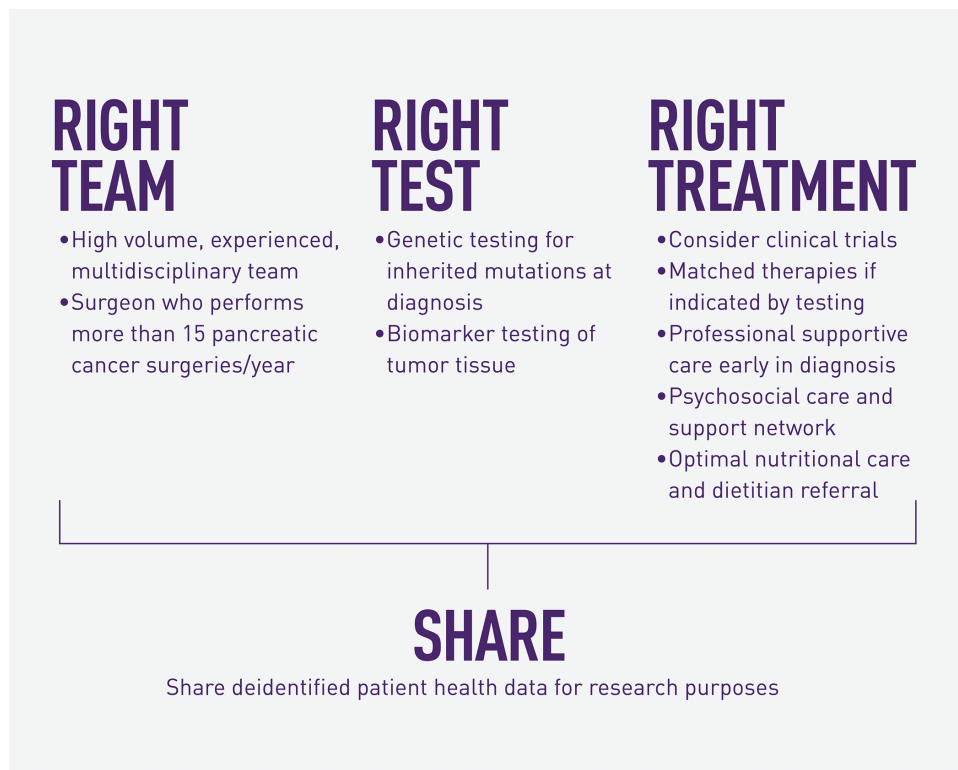 RIGHT
TEAM
•High volume, experienced,
multidisciplinary team
•Surgeon who performs
more than 15 pancreatic
cancer surgeries/year
RIGHT
TEST
•Genetic testing for
inherited mutations at
diagnosis
•Biomarker testing of
tumor tissue
RIGHT
TREATMENT
•Consider clinical trials
•Matched therapies if
indicated by testing
•Professional supportive
care early in diagnosis
•Psychosocial care and
support network
•Optimal nutritional care
and dietitian referral
SHARE
Share deidentified patient health data for research purposes